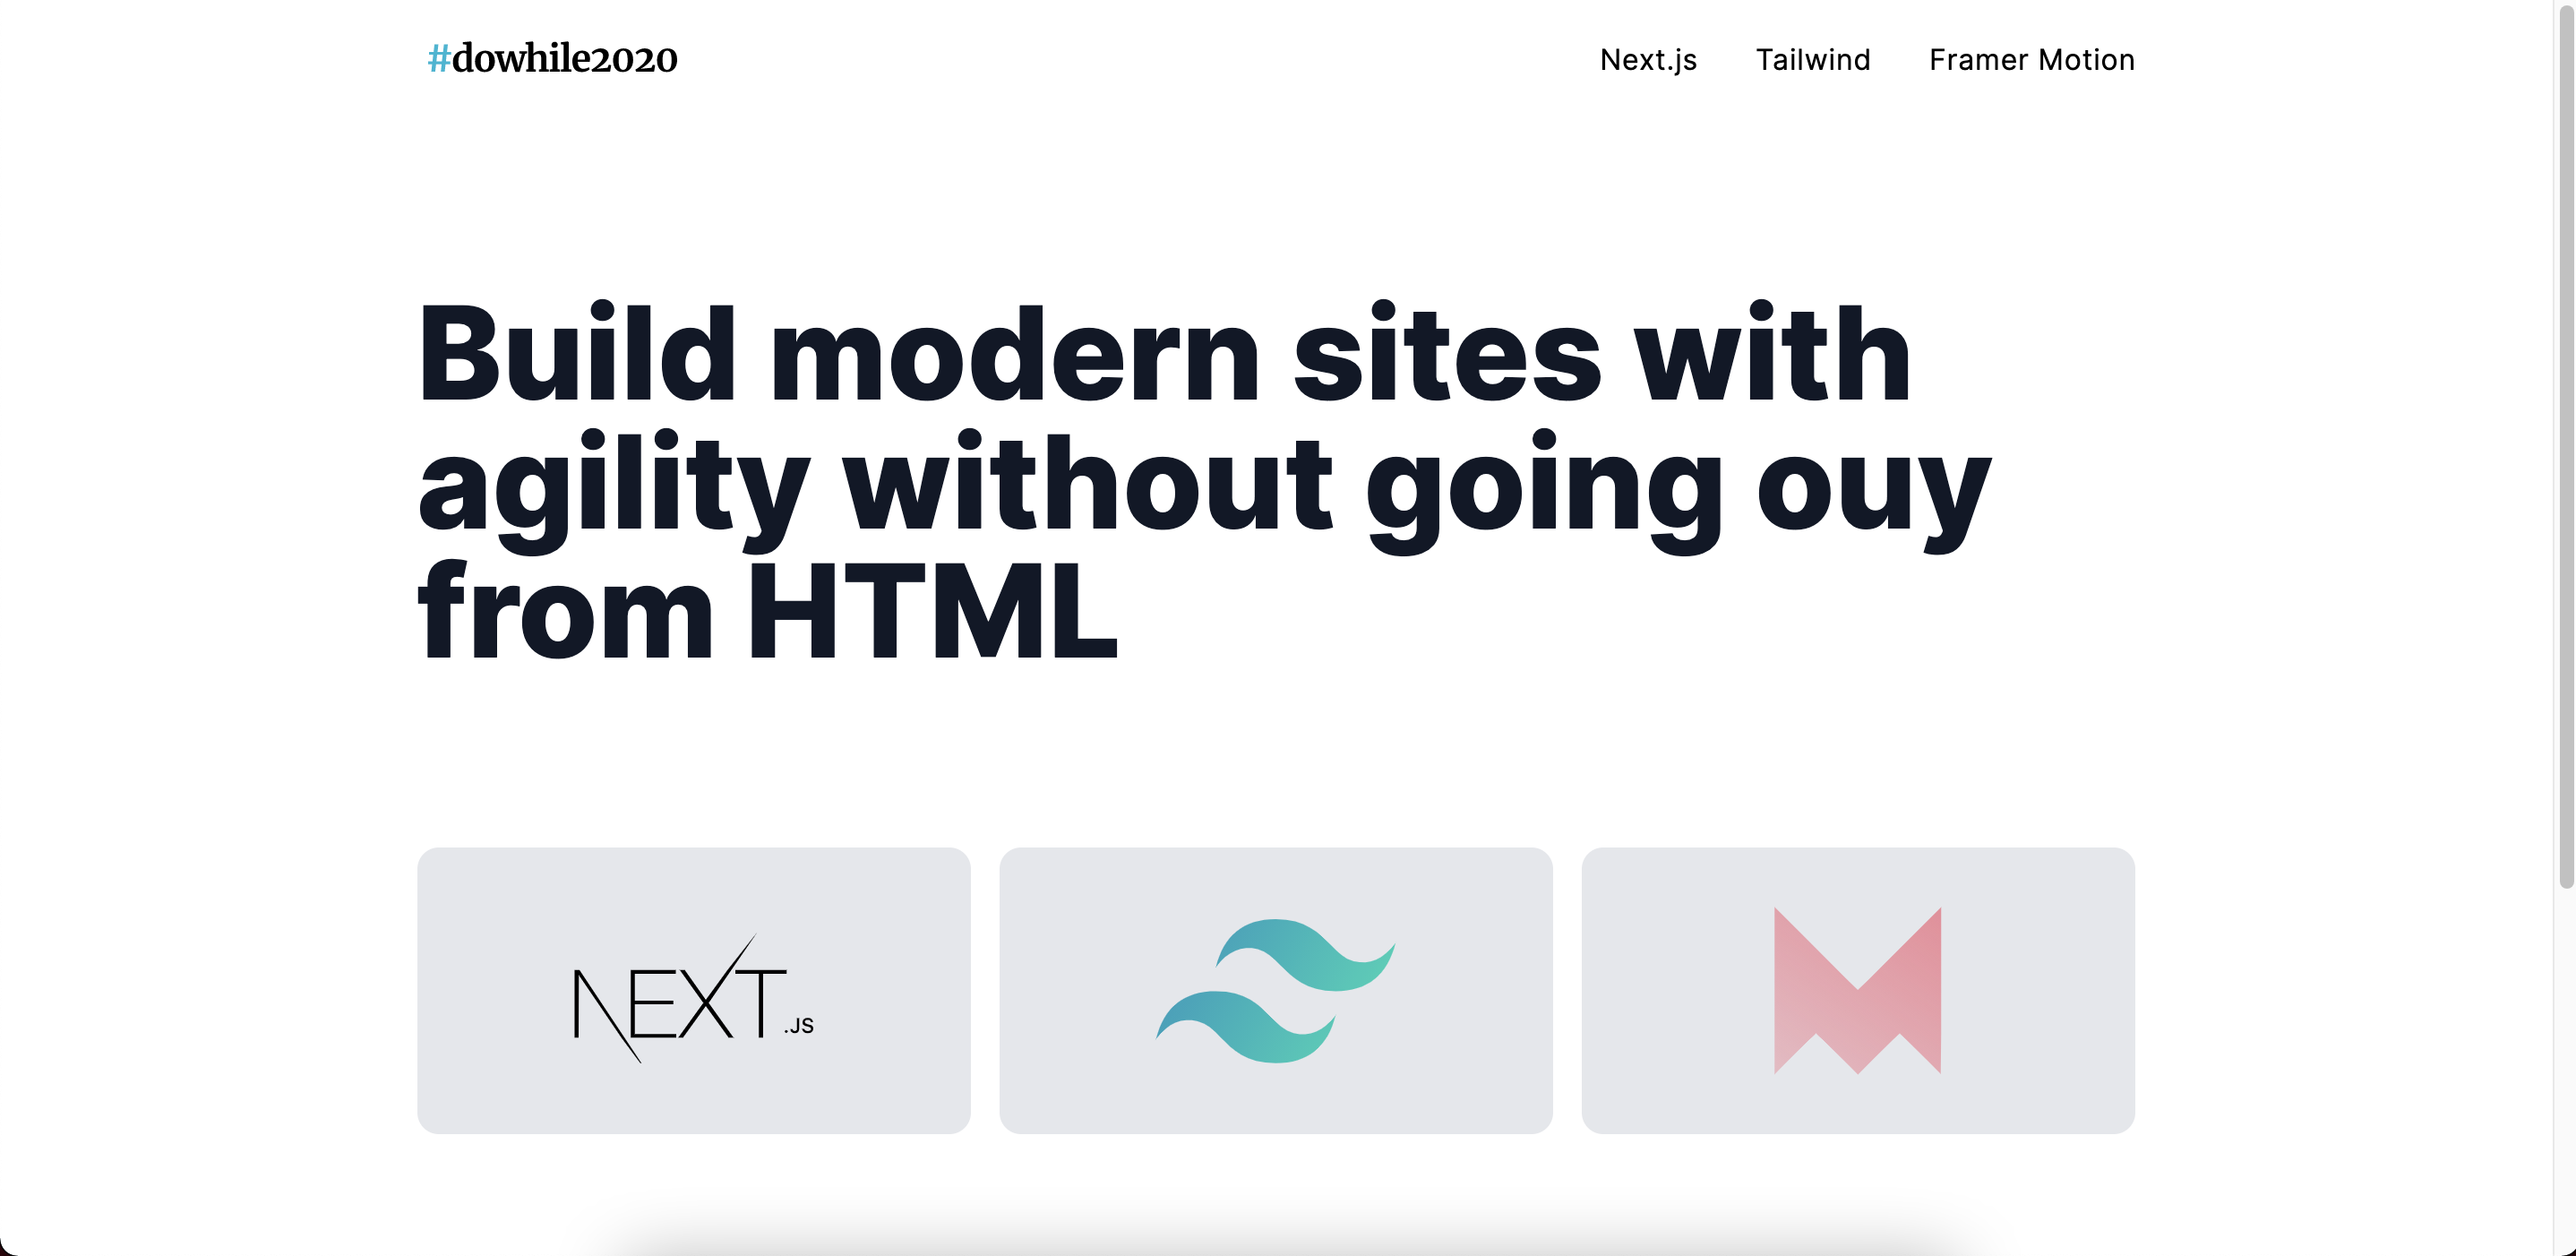 #dowhile2020
Next.js Tailwind Framer Motion
Build modern sites with
agility without going ouy
from HTML
NEXT.JS